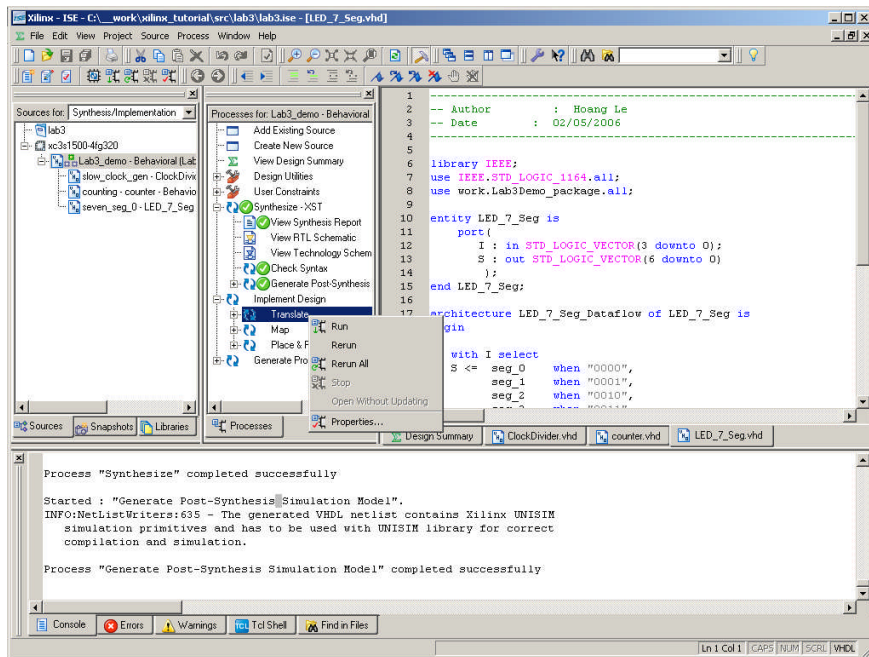 Xilinx - ISE - C:\__work\xilinx_tutorial\src\lab3\lab3.ise - [LED_7_Seg.vhd]
File Edit View Project Source Process Window Help
Sources for: Synthesis/Implementation
lab3
xc3s1500-4fg320
Lab3_demo - Behavioral (Lab
slow_clock_gen - ClockDivid
counting - counter - Behavio
seven_seg_0 - LED_7_Seg
Sources
Snapshots
Libraries
Processes for: Lab3_demo - Behavioral
Add Existing Source
Create New Source
View Design Summary
Design Utilities
User Constraints
Synthesize - XST
View Synthesis Report
View RTL Schematic
View Technology Schem
Check Syntax
Generate Post-Synthesis
Implement Design
Translate
Map
Place & F
Generate Pro
Processes
Run
Rerun
Rerun All
Stop
Open Without Updating
Properties...
1
2 -- Author : Hoang Le
3 -- Date : 02/05/2006
4 ----------------------------------------------------------------
5
6 library IEEE;
7 use IEEE.STD_LOGIC_1164.all;
8 use work.Lab3Demo_package.all;
9
10 entity LED_7_Seg is
11 port(
12 I : in STD_LOGIC_VECTOR(3 downto 0);
13 S : out STD_LOGIC_VECTOR(6 downto 0)
14 );
15 end LED_7_Seg;
16
17 architecture LED_7_Seg_Dataflow of LED_7_Seg is
egin
with I select
S <= seg_0 when "0000",
seg_1 when "0001",
seg_2 when "0010",
seg_3 when "0011",
Design Summary
ClockDivider.vhd
counter.vhd
LED_7_Seg.vhd
Process "Synthesize" completed successfully
Started : "Generate Post-Synthesis Simulation Model".
INFO:NetListWriters:635 - The generated VHDL netlist contains Xilinx UNISIM
simulation primitives and has to be used with UNISIM library for correct
compilation and simulation.
Process "Generate Post-Synthesis Simulation Model" completed successfully
Console
Errors
Warnings
TCL Tcl Shell
Find in Files
Ln 1 Col 1 CAPS NUM SCRL VHDL